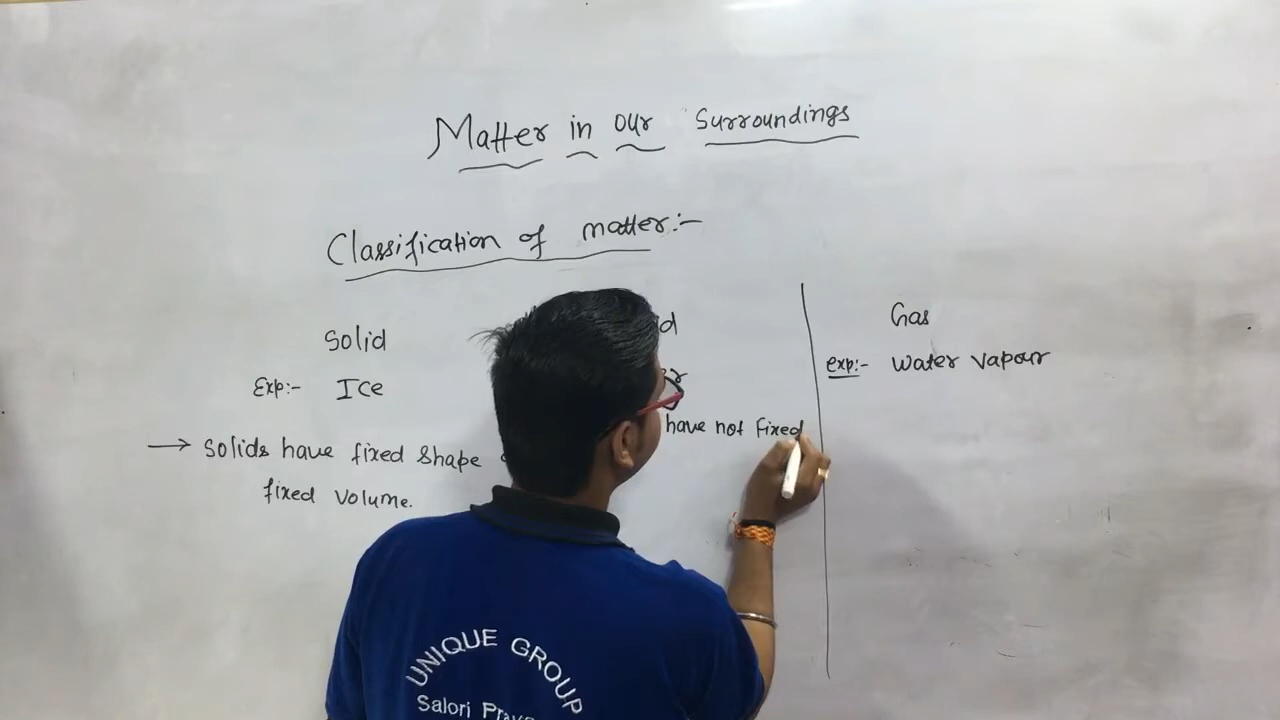 Matter in our Surroundings
Classification of matter:-
Solid
Exp:- Ice
→ Solids have fixed shape
fixed volume.
have not fixed
Gas
exp:- Water vapour
UNIQUE GROUP
Salori